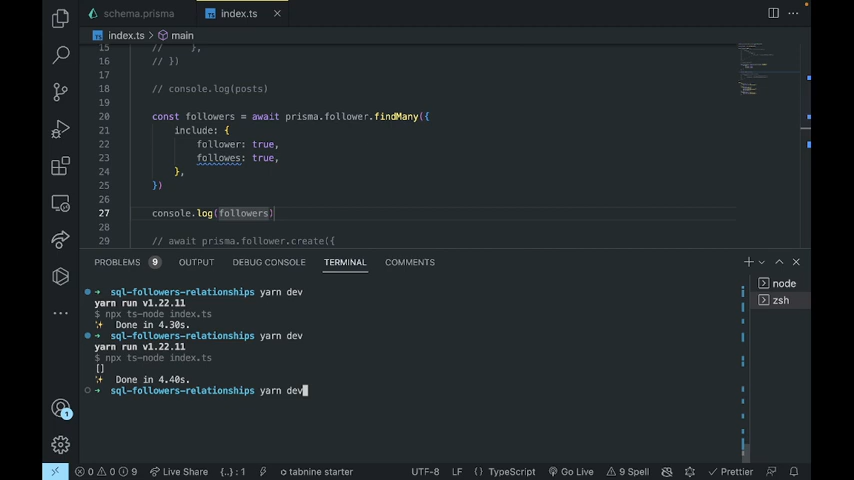 schema.prisma
index.ts
index.ts > main
15 // },
16 // })
17
18 // console.log(posts)
19
20 const followers = await prisma.follower.findMany({
21 include: {
22 follower: true,
23 followes: true,
24 },
25 })
26
27 console.log(followers)
28
29 // await prisma.follower.create({
PROBLEMS 9 OUTPUT DEBUG CONSOLE TERMINAL COMMENTS
node
zsh
→ sql-followers-relationships yarn dev
yarn run v1.22.11
$ npx ts-node index.ts
✨ Done in 4.30s.
→ sql-followers-relationships yarn dev
yarn run v1.22.11
$ npx ts-node index.ts
[]
✨ Done in 4.40s.
→ sql-followers-relationships yarn dev
1
0 0 9 Live Share {..} : 1 tabnine starter UTF-8 LF { } TypeScript Go Live 9 Spell Prettier